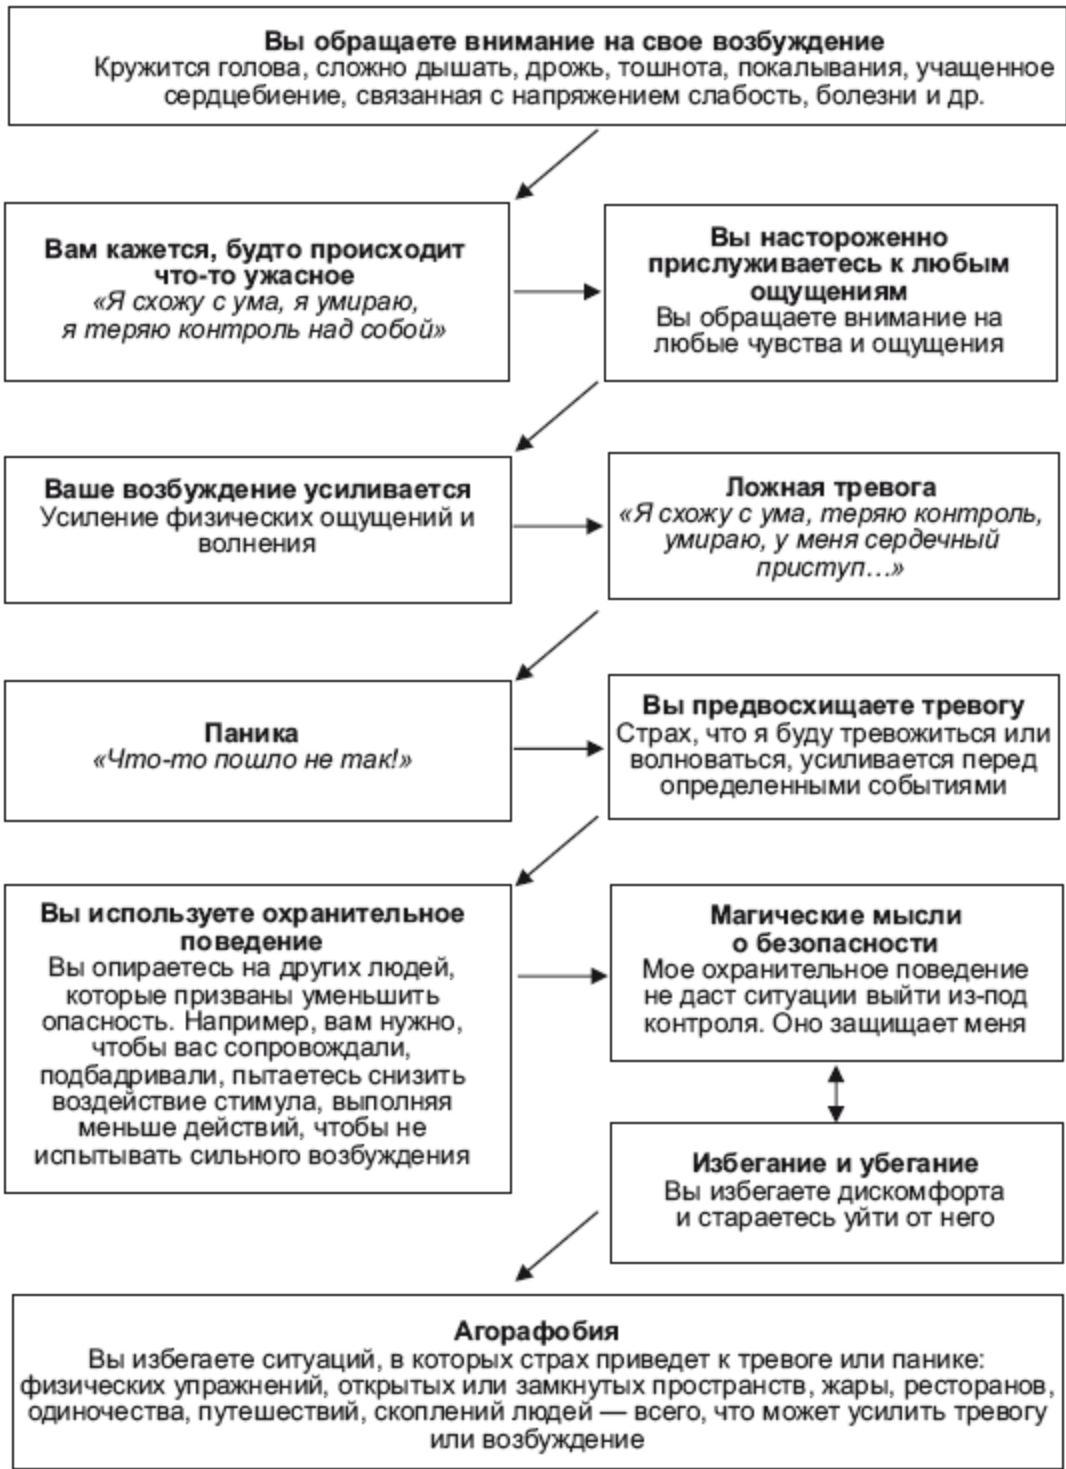 Вы обращаете внимание на свое возбуждение
Кружится голова, сложно дышать, дрожь, тошнота, покалывания, учащенное
сердцебиение, связанная с напряжением слабость, болезни и др.
Вам кажется, будто происходит
что-то ужасное
«Я схожу с ума, я умираю,
я теряю контроль над собой»
Вы настороженно
прислуживаетесь к любым
ощущениям
Вы обращаете внимание на
любые чувства и ощущения
Ваше возбуждение усиливается
Усиление физических ощущений и
волнения
Ложная тревога
«Я схожу с ума, теряю контроль,
умираю, у меня сердечный
приступ…»
Паника
«Что-то пошло не так!»
Вы предвосхищаете тревогу
Страх, что я буду тревожиться или
волноваться, усиливается перед
определенными событиями
Вы используете охранительное
поведение
Вы опираетесь на других людей,
которые призваны уменьшить
опасность. Например, вам нужно,
чтобы вас сопровождали,
подбадривали, пытаетесь снизить
воздействие стимула, выполняя
меньше действий, чтобы не
испытывать сильного возбуждения
Магические мысли
о безопасности
Мое охранительное поведение
не даст ситуации выйти из-под
контроля. Оно защищает меня
Избегание и убегание
Вы избегаете дискомфорта
и стараетесь уйти от него
Агорафобия
Вы избегаете ситуаций, в которых страх приведет к тревоге или панике:
физических упражнений, открытых или замкнутых пространств, жары, ресторанов,
одиночества, путешествий, скоплений людей — всего, что может усилить тревогу
или возбуждение